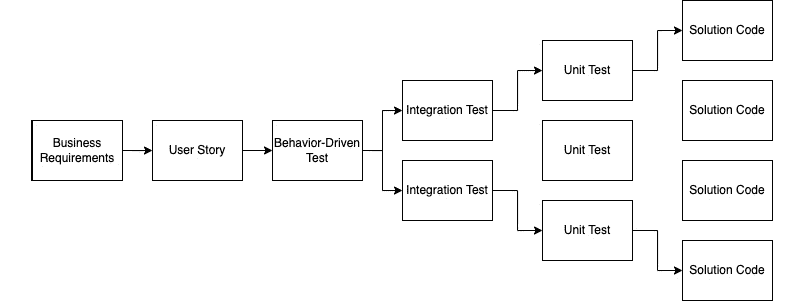 Business
Requirements
User Story
Behavior-Driven
Test
Integration Test
Integration Test
Unit Test
Unit Test
Unit Test
Solution Code
Solution Code
Solution Code
Solution Code